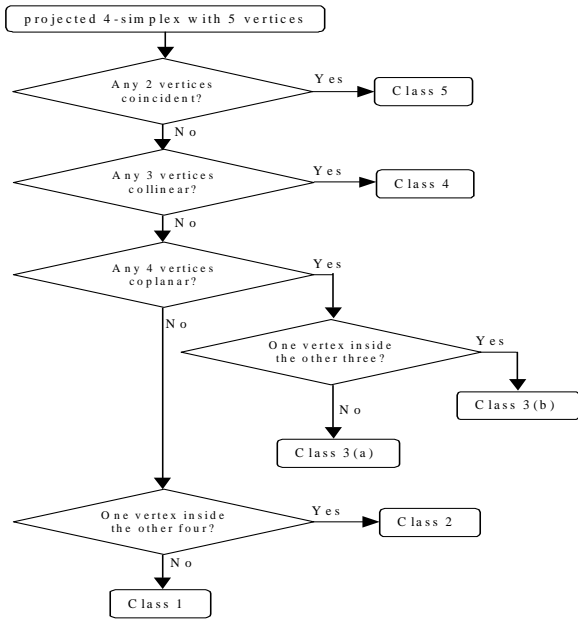 projected 4-simplex with 5 vertices
Any 2 vertices
coincident?
Yes
Class 5
No
Any 3 vertices
collinear?
Yes
Class 4
No
Any 4 vertices
coplanar?
Yes
No
One vertex inside
the other three?
Yes
Class 3(b)
No
Class 3(a)
One vertex inside
the other four?
Yes
Class 2
No
Class 1